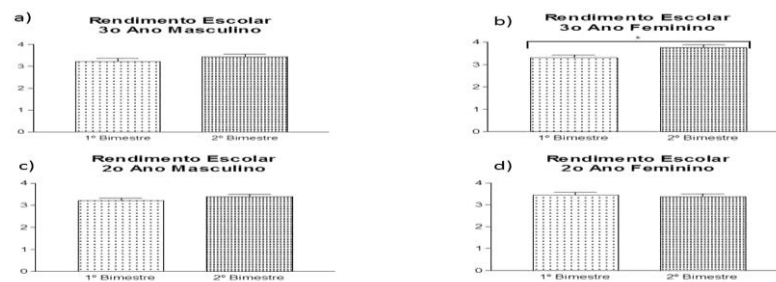 a)
Rendimento Escolar
3o Ano Masculino
4
3
2
1
0
1º Bimestre 2º Bimestre
b)
Rendimento Escolar
3o Ano Feminino
*
4
3
2
1
0
1º Bimestre 2º Bimestre
c)
Rendimento Escolar
2o Ano Masculino
4
3
2
1
0
1º Bimestre 2º Bimestre
d)
Rendimento Escolar
2o Ano Feminino
4
3
2
1
0
1º Bimestre 2º Bimestre